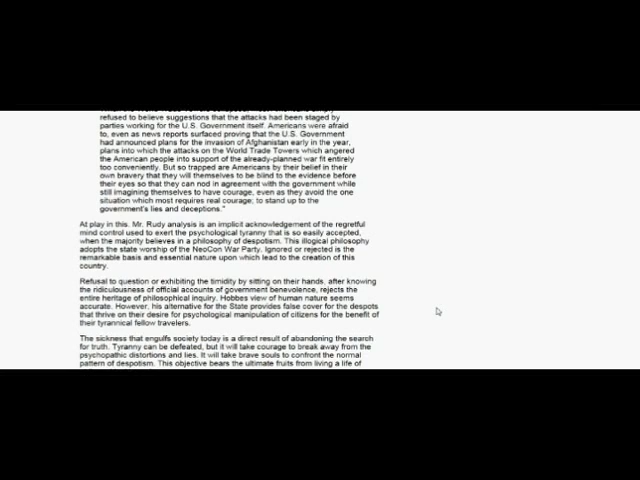 refused to believe suggestions that the attacks had been staged by
parties working for the U.S. Government itself. Americans were afraid
to, even as news reports surfaced proving that the U.S. Government
had announced plans for the invasion of Afghanistan early in the year,
plans into which the attacks on the World Trade Towers which angered
the American people into support of the already-planned war fit entirely
too conveniently. But so trapped are Americans by their belief in their
own bravery that they will themselves to be blind to the evidence before
their eyes so that they can nod in agreement with the government while
still imagining themselves to have courage, even as they avoid the one
situation which most requires real courage; to stand up to the
government's lies and deceptions."
At play in this. Mr. Rudy analysis is an implicit acknowledgement of the regretful
mind control used to exert the psychological tyranny that is so easily accepted,
when the majority believes in a philosophy of despotism. This illogical philosophy
adopts the state worship of the NeoCon War Party. Ignored or rejected is the
remarkable basis and essential nature upon which lead to the creation of this
country.
Refusal to question or exhibiting the timidity by sitting on their hands, after knowing
the ridiculousness of official accounts of government benevolence, rejects the
entire heritage of philosophical inquiry. Hobbes view of human nature seems
accurate. However, his alternative for the State provides false cover for the despots
that thrive on their desire for psychological manipulation of citizens for the benefit of
their tyrannical fellow travelers.
The sickness that engulfs society today is a direct result of abandoning the search
for truth. Tyranny can be defeated, but it will take courage to break away from the
psychopathic distortions and lies. It will take brave souls to confront the normal
pattern of despotism. This objective bears the ultimate fruits from living a life of